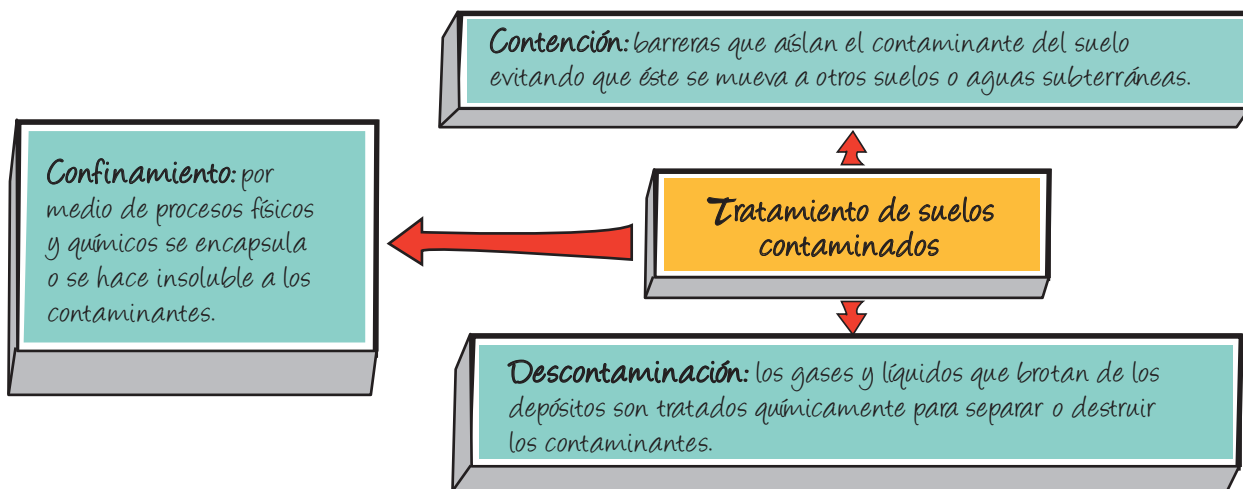 Contención: barreras que aíslan el contaminante del suelo
evitando que éste se mueva a otros suelos o aguas subterráneas.
Confinamiento: por
medio de procesos físicos
y químicos se encapsula
o se hace insoluble a los
contaminantes.
Tratamiento de suelos
contaminados
Descontaminación: los gases y líquidos que brotan de los
depósitos son tratados químicamente para separar o destruir
los contaminantes.